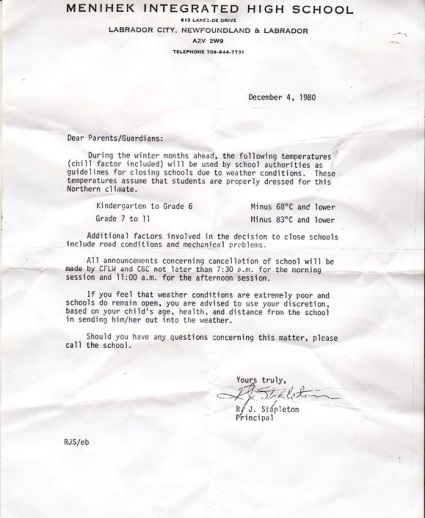 MENIHEK INTEGRATED HIGH SCHOOL
613 LAKESIDE DRIVE
LABRADOR CITY, NEWFOUNDLAND & LABRADOR
A2V 2W9
TELEPHONE 709-944-7731
December 4, 1980
Dear Parents/Guardians:
During the winter months ahead, the following temperatures
(chill factor included) will be used by school authorities as
guidelines for closing schools due to weather conditions. These
temperatures assume that students are properly dressed for this
Northern climate.
Kindergarten to Grade 6 Minus 68°C and lower
Grade 7 to 11 Minus 83°C and lower
Additional factors involved in the decision to close schools
include road conditions and mechanical problems.
All announcements concerning cancellation of school will be
made by CFLW and CBC not later than 7:30 a.m. for the morning
session and 11:00 a.m. for the afternoon session.
If you feel that weather conditions are extremely poor and
schools do remain open, you are advised to use your discretion,
based on your child's age, health, and distance from the school
in sending him/her out into the weather.
Should you have any questions concerning this matter, please
call the school.
Yours truly,
R.J. Stapleton
R. J. Stapleton
Principal
RJS/eb